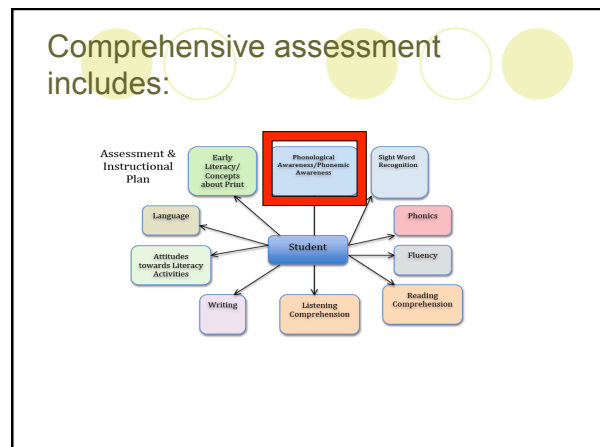 Comprehensive assessment
includes:
Assessment &
Instructional
Plan
Early
Literacy/
Concepts
about Print
Phonological
Awareness/Phonemic
Awareness
Sight Word
Recognition
Language
Phonics
Student
Attitudes
towards Literacy
Activities
Fluency
Writing
Listening
Comprehension
Reading
Comprehension